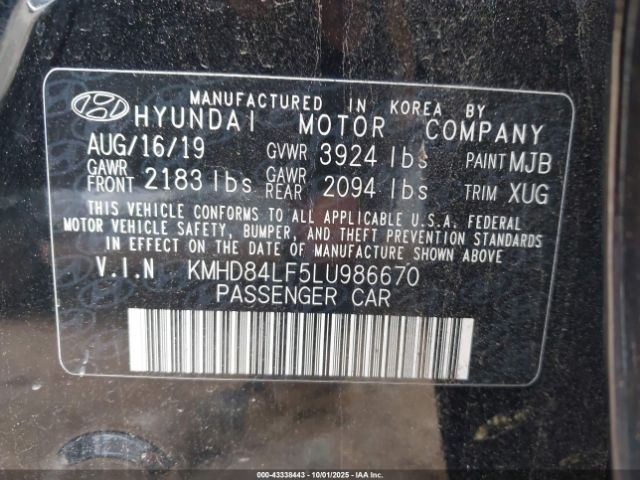 MANUFACTURED IN KOREA BY
HYUNDAI MOTOR COMPANY
AUG/16/19 GVWR 3924 lbs PAINT MJB
GAWR FRONT 2183 lbs GAWR REAR 2094 lbs TRIM XUG
THIS VEHICLE CONFORMS TO ALL APPLICABLE U.S.A. FEDERAL
MOTOR VEHICLE SAFETY, BUMPER, AND THEFT PREVENTION STANDARDS
IN EFFECT ON THE DATE OF MANUFACTURE SHOWN ABOVE.
V.I.N KMHD84LF5LU986670
PASSENGER CAR
000-43338443 - 10/01/2025 - IAAI.COM